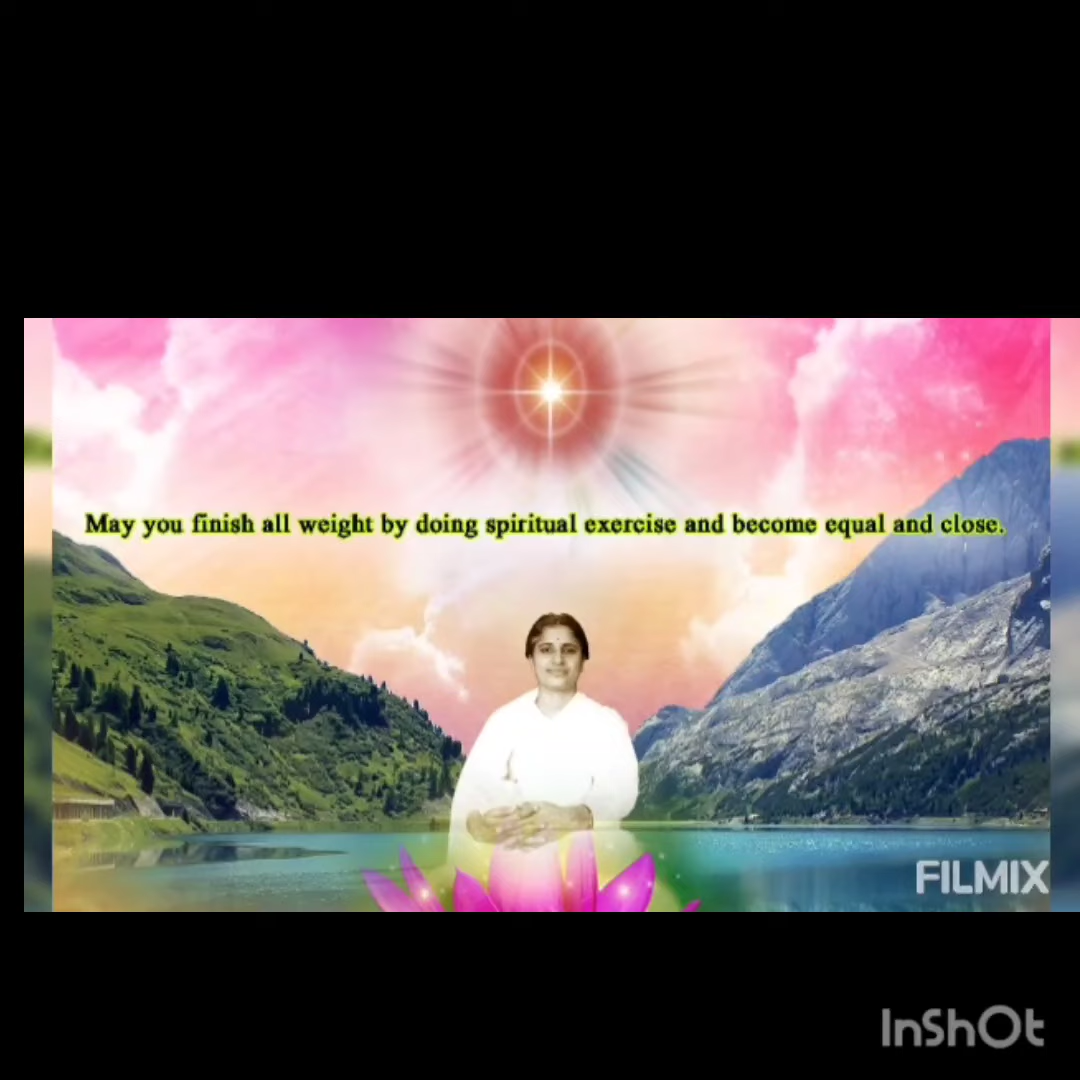 May you finish all weight by doing spiritual exercise and become equal and close.
FILMIX
InShOt